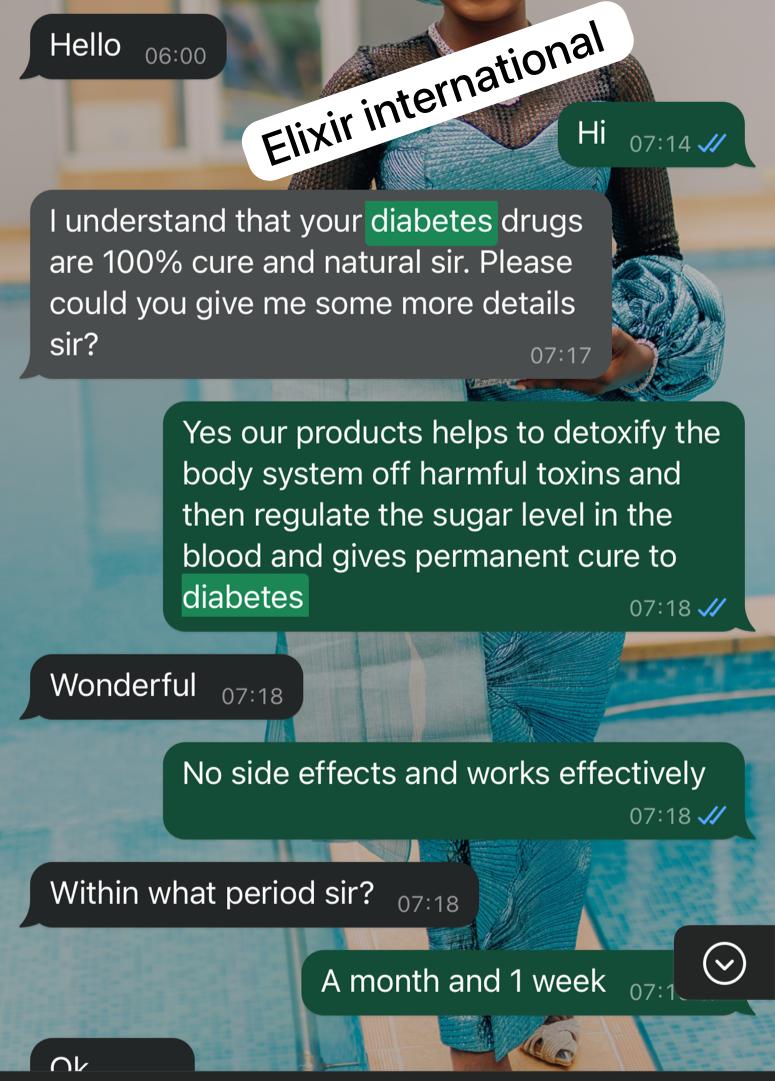 Hello 06:00
Elixir international
Hi 07:14
I understand that your diabetes drugs
are 100% cure and natural sir. Please
could you give me some more details
sir?
07:17
Yes our products helps to detoxify the
body system off harmful toxins and
then regulate the sugar level in the
blood and gives permanent cure to
diabetes
07:18
Wonderful 07:18
No side effects and works effectively
07:18
Within what period sir? 07:18
A month and 1 week
Ok